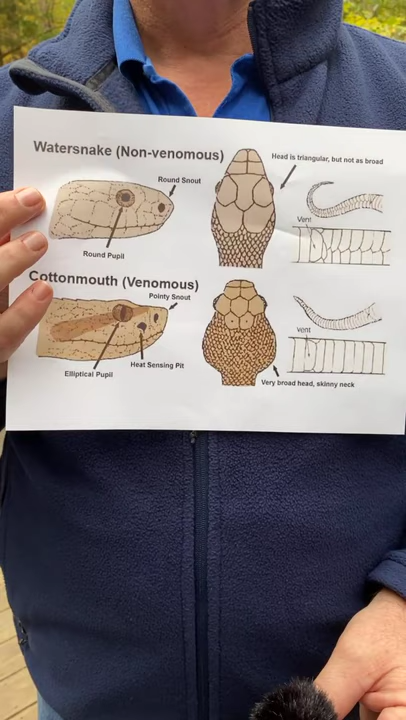 Watersnake (Non-venomous)
Head is triangular, but not as broad
Round Snout
Vent
Round Pupil
Cottonmouth (Venomous)
Pointy Snout
Vent
Heat Sensing Pit
Elliptical Pupil
Very broad head, skinny neck